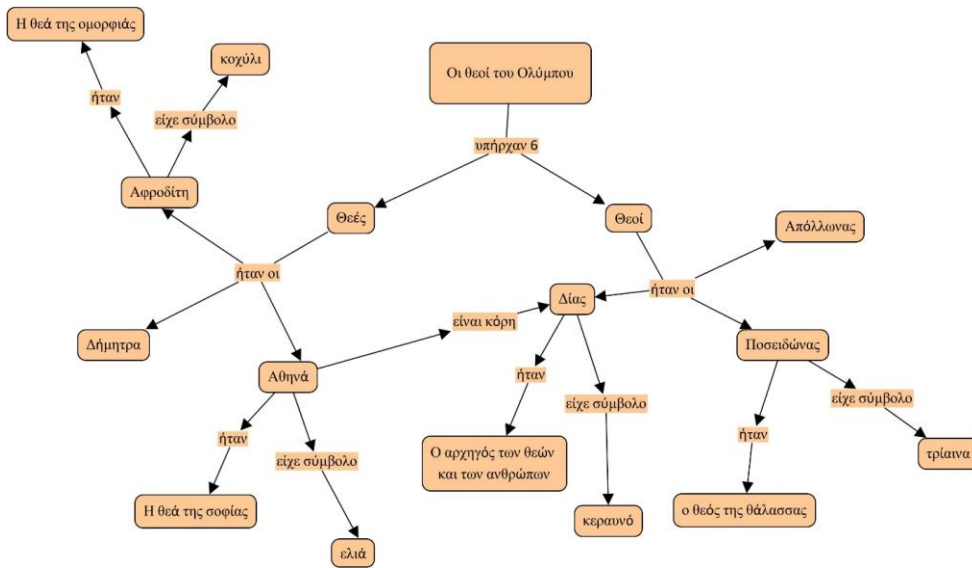 Η θεά της ομορφιάς
κοχύλι
Οι θεοί του Ολύμπου
ήταν
είχε σύμβολο
υπήρχαν 6
Αφροδίτη
Θεές
Θεοί
Απόλλωνας
ήταν οι
ήταν οι
Δίας
είναι κόρη
Δήμητρα
Ποσειδώνας
Αθηνά
ήταν
είχε σύμβολο
είχε σύμβολο
ήταν
είχε σύμβολο
ήταν
Ο αρχηγός των θεών
και των ανθρώπων
τρίαινα
Η θεά της σοφίας
κεραυνό
ο θεός της θάλασσας
ελιά